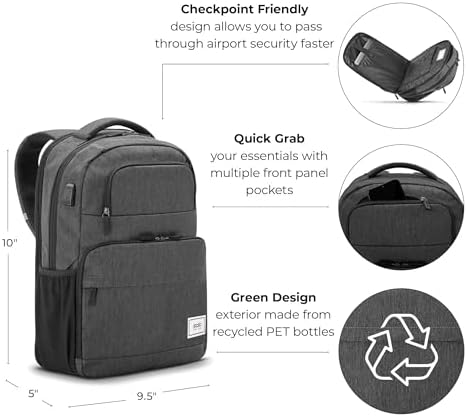 Checkpoint Friendly
design allows you to pass
through airport security faster
Quick Grab
your essentials with
multiple front panel
pockets
10"
Green Design
exterior made from
recycled PET bottles
5"
9.5"